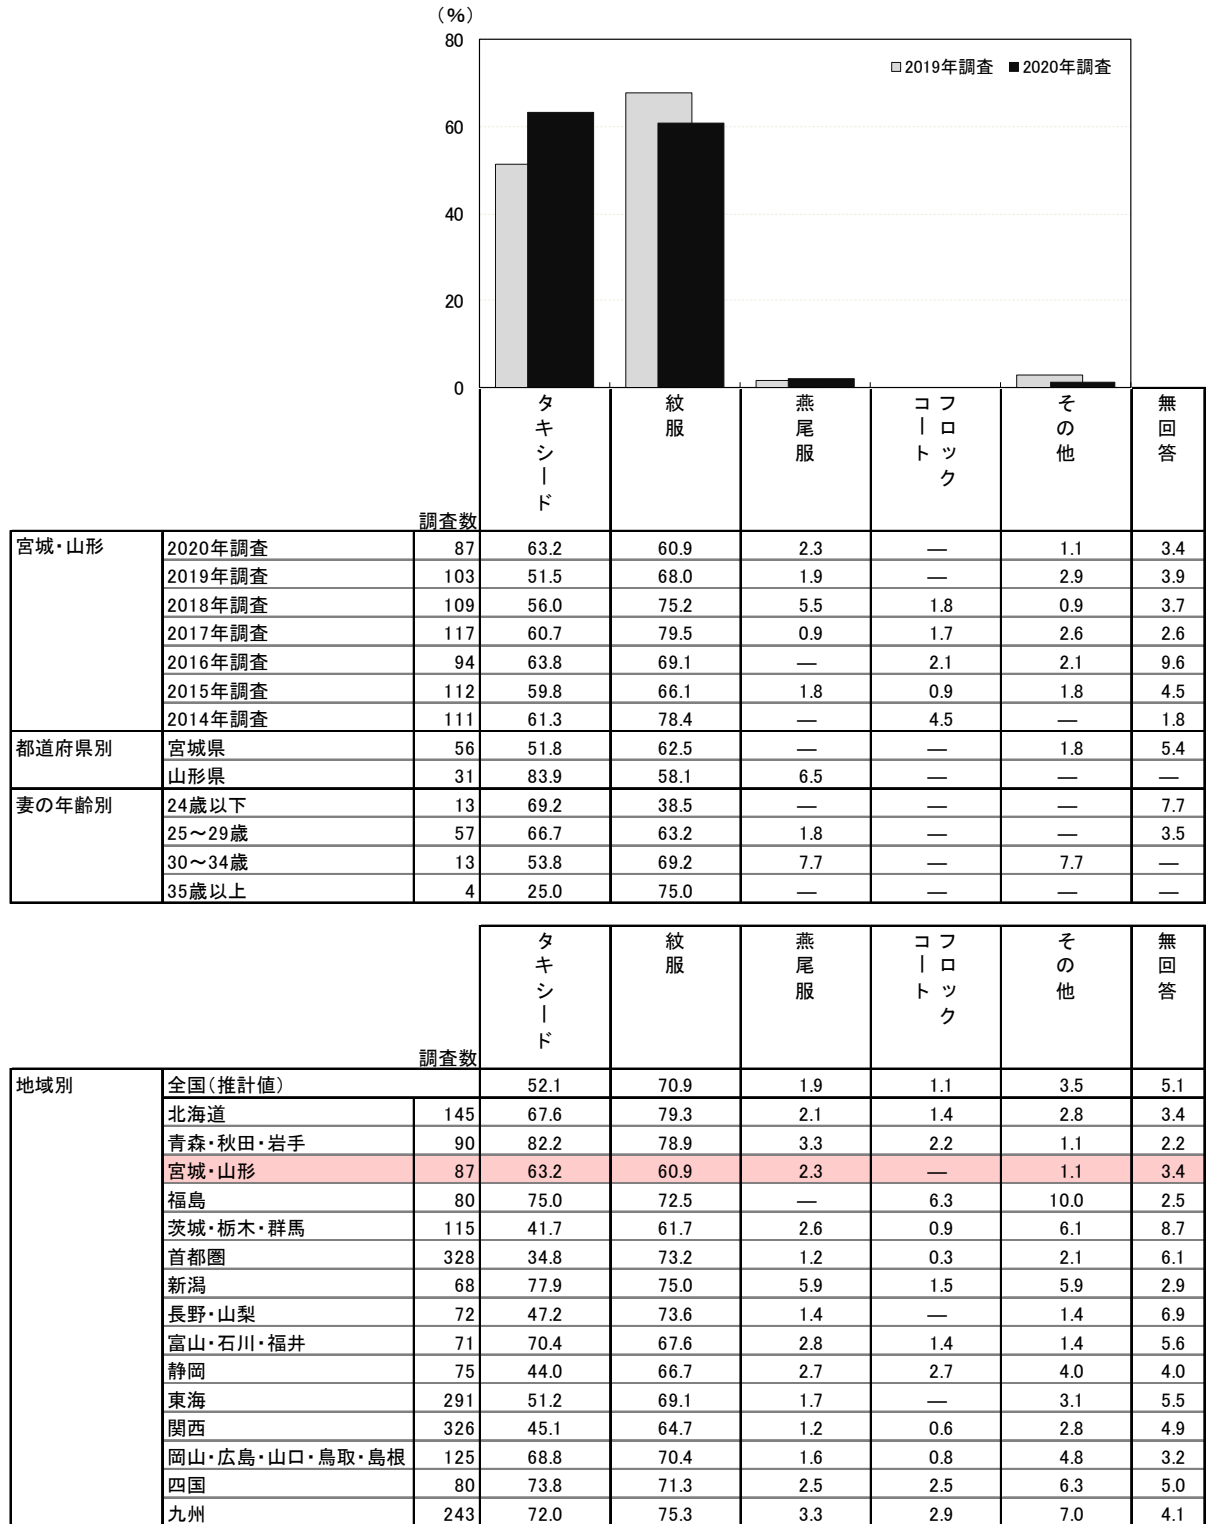 （%）
80
60
40
20
0
2019年調査 2020年調査
タキシード 紋服 燕尾服 フロックコート その他 無回答
調査数
宮城・山形 2020年調査 87 63.2 60.9 2.3 — 1.1 3.4
2019年調査 103 51.5 68.0 1.9 — 2.9 3.9
2018年調査 109 56.0 75.2 5.5 1.8 0.9 3.7
2017年調査 117 60.7 79.5 0.9 1.7 2.6 2.6
2016年調査 94 63.8 69.1 — 2.1 2.1 9.6
2015年調査 112 59.8 66.1 1.8 0.9 1.8 4.5
2014年調査 111 61.3 78.4 — 4.5 — 1.8
都道府県別 宮城県 56 51.8 62.5 — — 1.8 5.4
山形県 31 83.9 58.1 6.5 — — —
妻の年齢別 24歳以下 13 69.2 38.5 — — — 7.7
25～29歳 57 66.7 63.2 1.8 — — 3.5
30～34歳 13 53.8 69.2 7.7 — 7.7 —
35歳以上 4 25.0 75.0 — — — —
タキシード 紋服 燕尾服 フロックコート その他 無回答
調査数
地域別 全国（推計値） 52.1 70.9 1.9 1.1 3.5 5.1
北海道 145 67.6 79.3 2.1 1.4 2.8 3.4
青森・秋田・岩手 90 82.2 78.9 3.3 2.2 1.1 2.2
宮城・山形 87 63.2 60.9 2.3 — 1.1 3.4
福島 80 75.0 72.5 — 6.3 10.0 2.5
茨城・栃木・群馬 115 41.7 61.7 2.6 0.9 6.1 8.7
首都圏 328 34.8 73.2 1.2 0.3 2.1 6.1
新潟 68 77.9 75.0 5.9 1.5 5.9 2.9
長野・山梨 72 47.2 73.6 1.4 — 1.4 6.9
富山・石川・福井 71 70.4 67.6 2.8 1.4 1.4 5.6
静岡 75 44.0 66.7 2.7 2.7 4.0 4.0
東海 291 51.2 69.1 1.7 — 3.1 5.5
関西 326 45.1 64.7 1.2 0.6 2.8 4.9
岡山・広島・山口・鳥取・島根 125 68.8 70.4 1.6 0.8 4.8 3.2
四国 80 73.8 71.3 2.5 2.5 6.3 5.0
九州 243 72.0 75.3 3.3 2.9 7.0 4.1